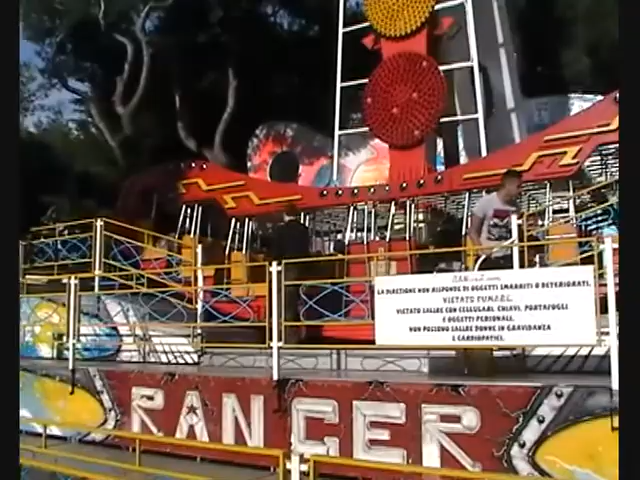 LA DIREZIONE NON RISPONDE DI OGGETTI SMARRITI O DETERIORATI.
VIETATO FUMARE.
VIETATO SALIRE CON CELLULARI, CHIAVI, PORTAFOGLI
E OGGETTI PERSONALI.
NON POSSONO SALIRE DONNE IN GRAVIDANZA
E CARDIOPATICI.
RANGER